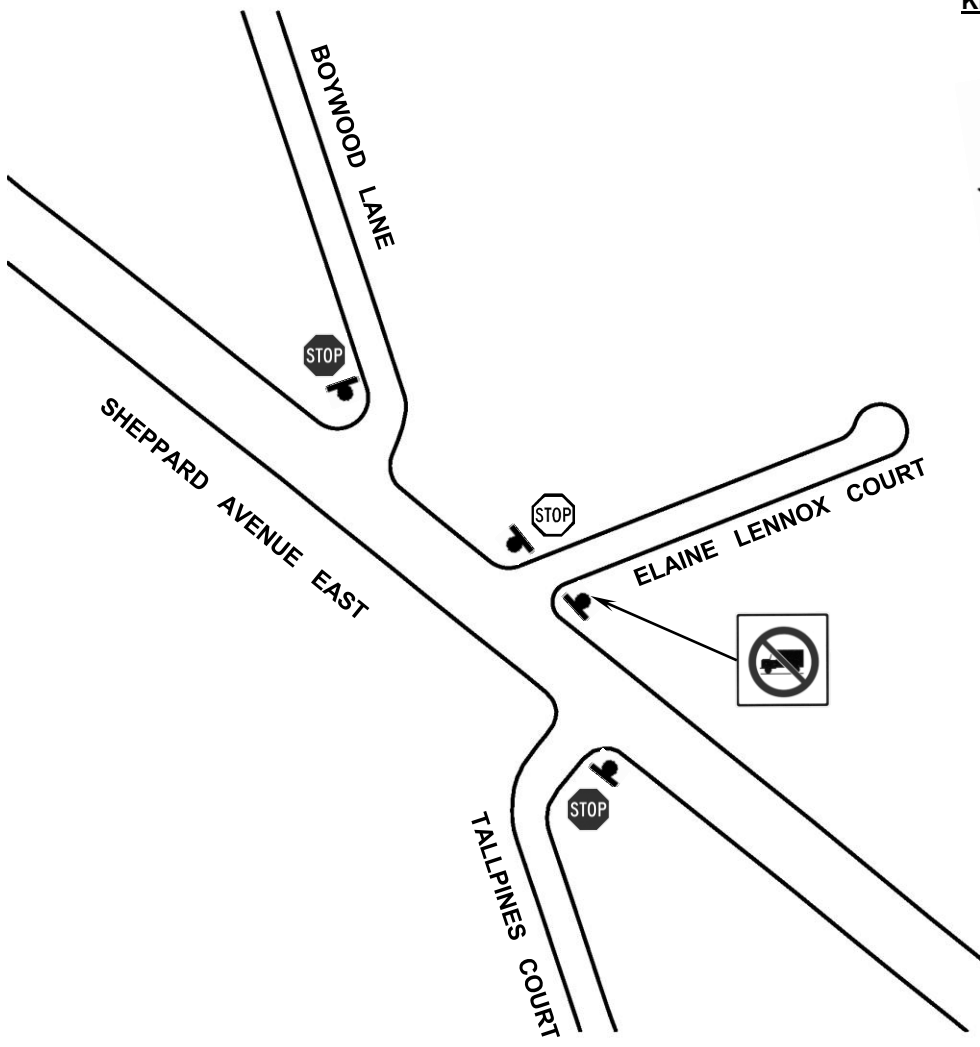 BOYWOOD LANE
STOP
SHEPPARD AVENUE EAST
STOP
ELAINE LENNOX COURT
STOP
TALLPINES COURT